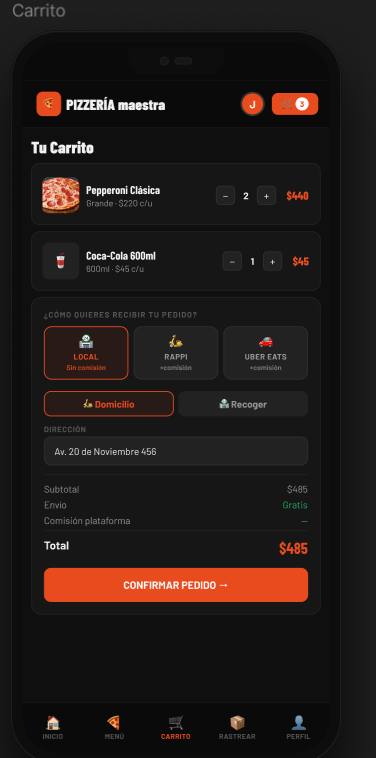 Carrito
PIZZERÍA maestra
J
3
Tu Carrito
Pepperoni Clásica
Grande · $220 c/u
− 2 + $440
Coca-Cola 600ml
600ml · $45 c/u
− 1 + $45
¿CÓMO QUIERES RECIBIR TU PEDIDO?
LOCAL
Sin comisión
RAPPI
+comisión
UBER EATS
+comisión
Domicilio
Recoger
DIRECCIÓN
Av. 20 de Noviembre 456
Subtotal $485
Envío Gratis
Comisión plataforma —
Total $485
CONFIRMAR PEDIDO →
INICIO
MENÚ
CARRITO
RASTREAR
PERFIL